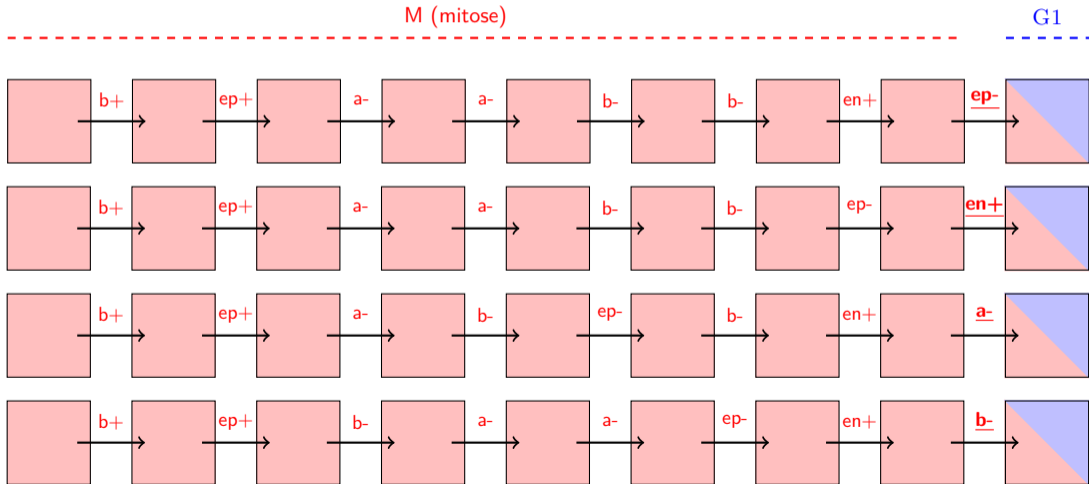 M (mitose) G1
b+ ep+ a- a- b- b- en+ ep-
b+ ep+ a- a- b- b- ep- en+
b+ ep+ a- b- ep- b- en+ a-
b+ ep+ b- a- a- ep- en+ b-